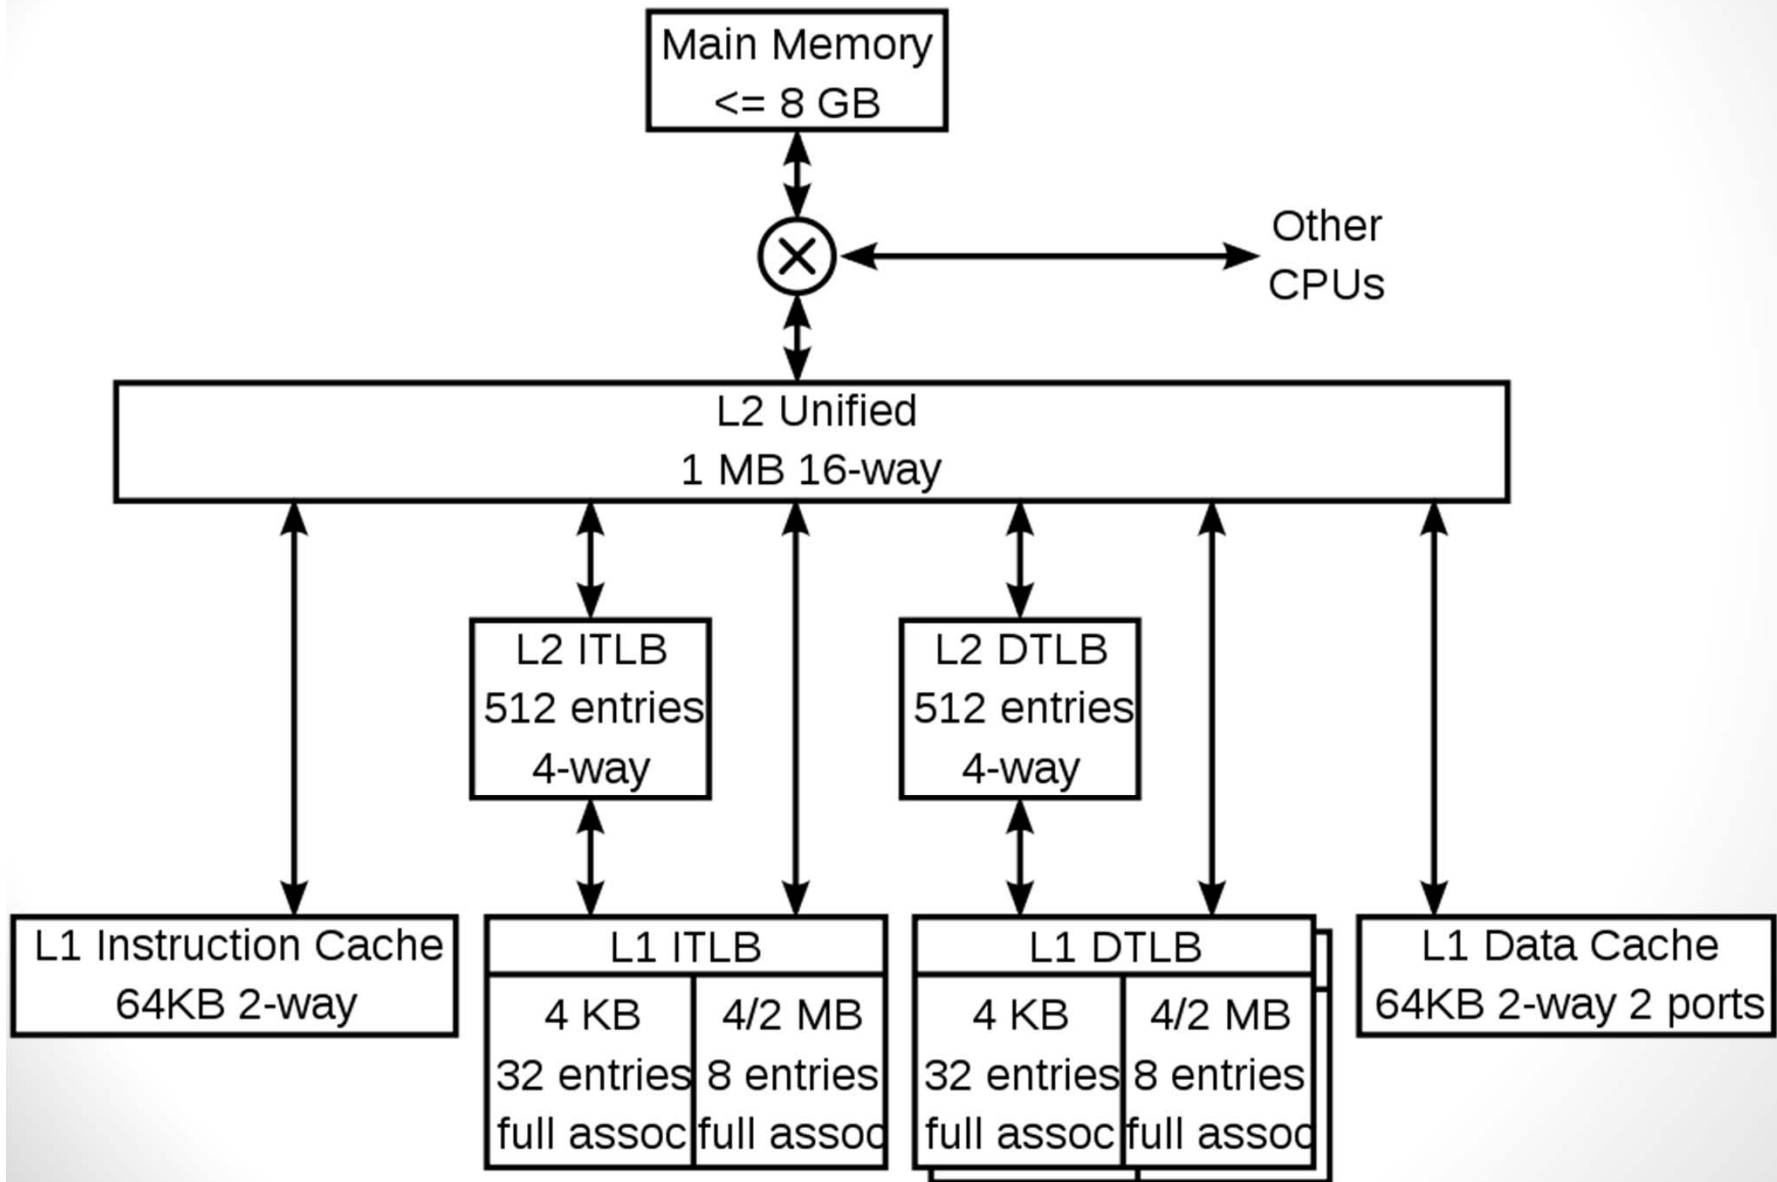 Main Memory
<= 8 GB
Other
CPUs
L2 Unified
1 MB 16-way
L2 ITLB
512 entries
4-way
L2 DTLB
512 entries
4-way
L1 Instruction Cache
64KB 2-way
L1 ITLB
4 KB
32 entries
full assoc
4/2 MB
8 entries
full assoc
L1 DTLB
4 KB
32 entries
full assoc
4/2 MB
8 entries
full assoc
L1 Data Cache
64KB 2-way 2 ports